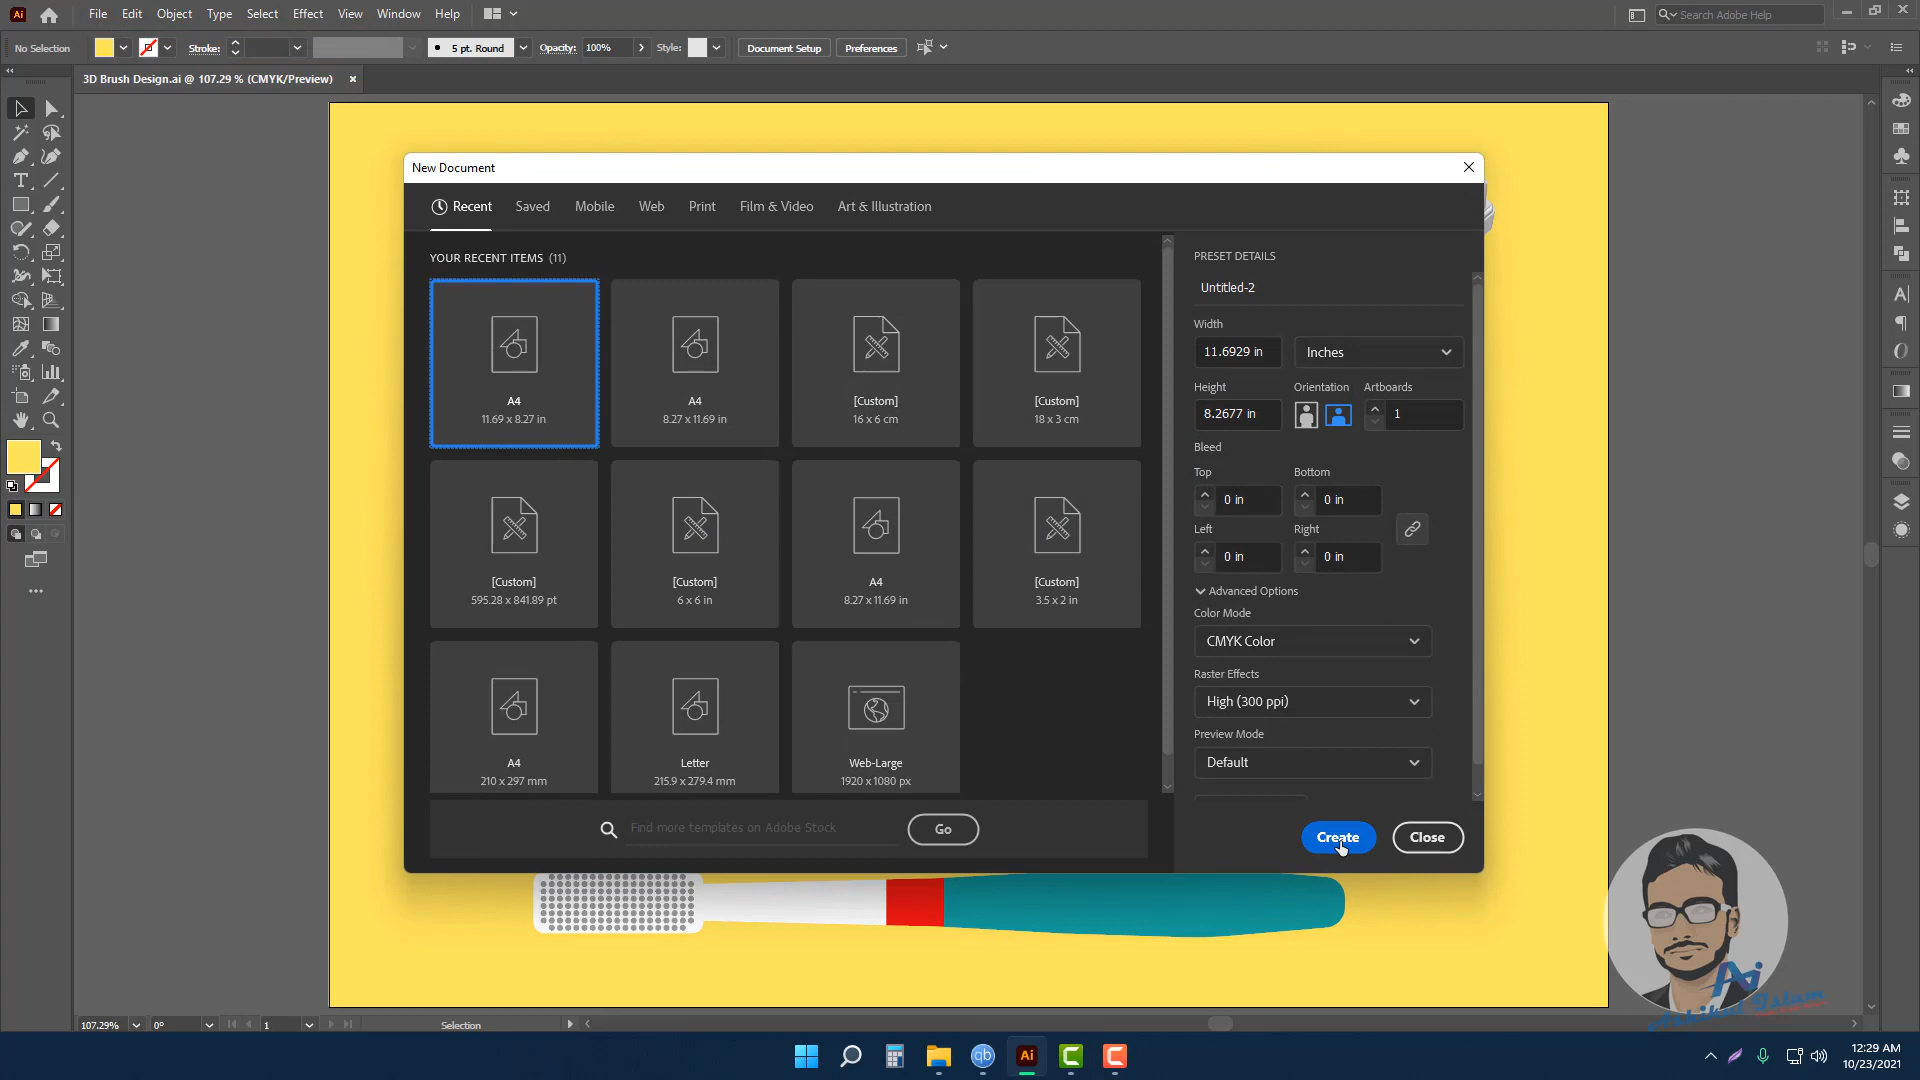 Ai File Edit Object Type Select Effect View Window Help Search Adobe Help
No Selection Stroke: 5 pt. Round Opacity: 100% Style: Document Setup Preferences
3D Brush Design.ai @ 107.29 % (CMYK/Preview)
New Document
Recent Saved Mobile Web Print Film & Video Art & Illustration
YOUR RECENT ITEMS (11)
A4
11.69 x 8.27 in
A4
8.27 x 11.69 in
[Custom]
16 x 6 cm
[Custom]
18 x 3 cm
[Custom]
595.28 x 841.89 pt
[Custom]
6 x 6 in
A4
8.27 x 11.69 in
[Custom]
3.5 x 2 in
A4
210 x 297 mm
Letter
215.9 x 279.4 mm
Web-Large
1920 x 1080 px
Find more templates on Adobe Stock Go
PRESET DETAILS
Untitled-2
Width
11.6929 in Inches
Height Orientation Artboards
8.2677 in 1
Bleed
Top Bottom
0 in 0 in
Left Right
0 in 0 in
Advanced Options
Color Mode
CMYK Color
Raster Effects
High (300 ppi)
Preview Mode
Default
Create Close
Ai
Ashikul Islam
107.29% 0° 1 Selection
qb Ai
12:29 AM
10/23/2021